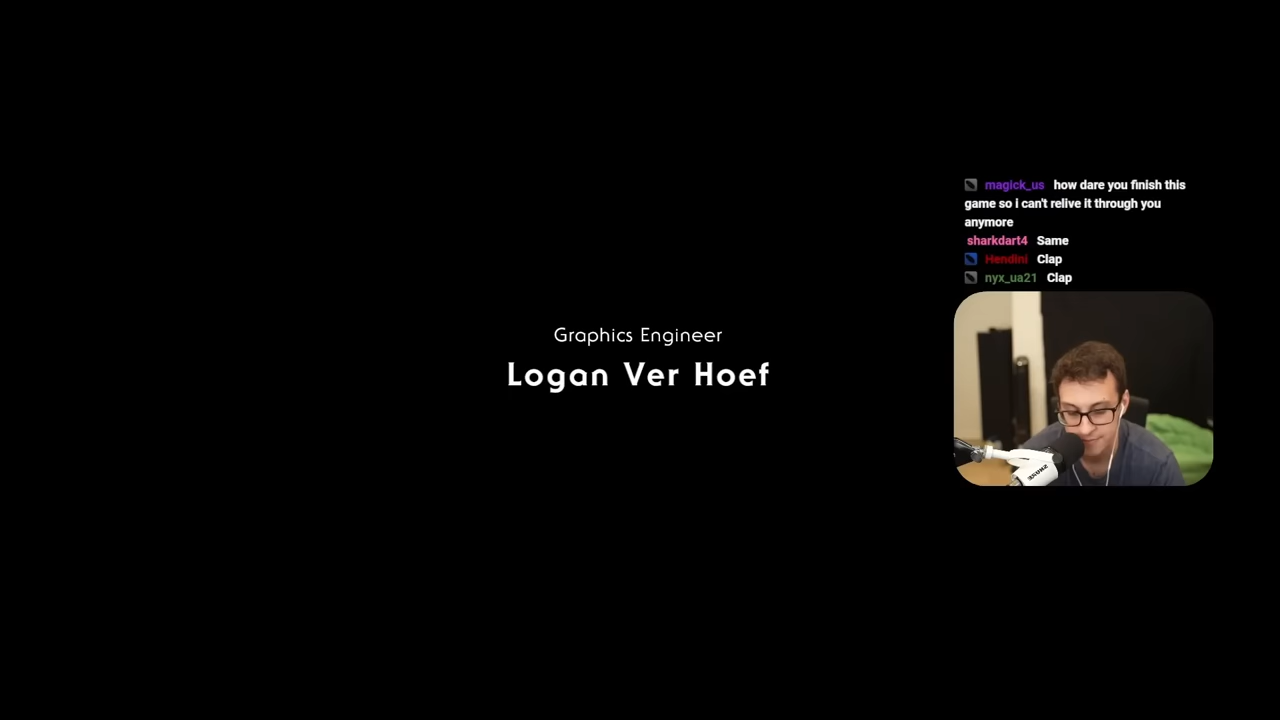 magick_us how dare you finish this
game so i can't relive it through you
anymore
sharkdart4 Same
Hendini Clap
nyx_ua21 Clap
Graphics Engineer
Logan Ver Hoef